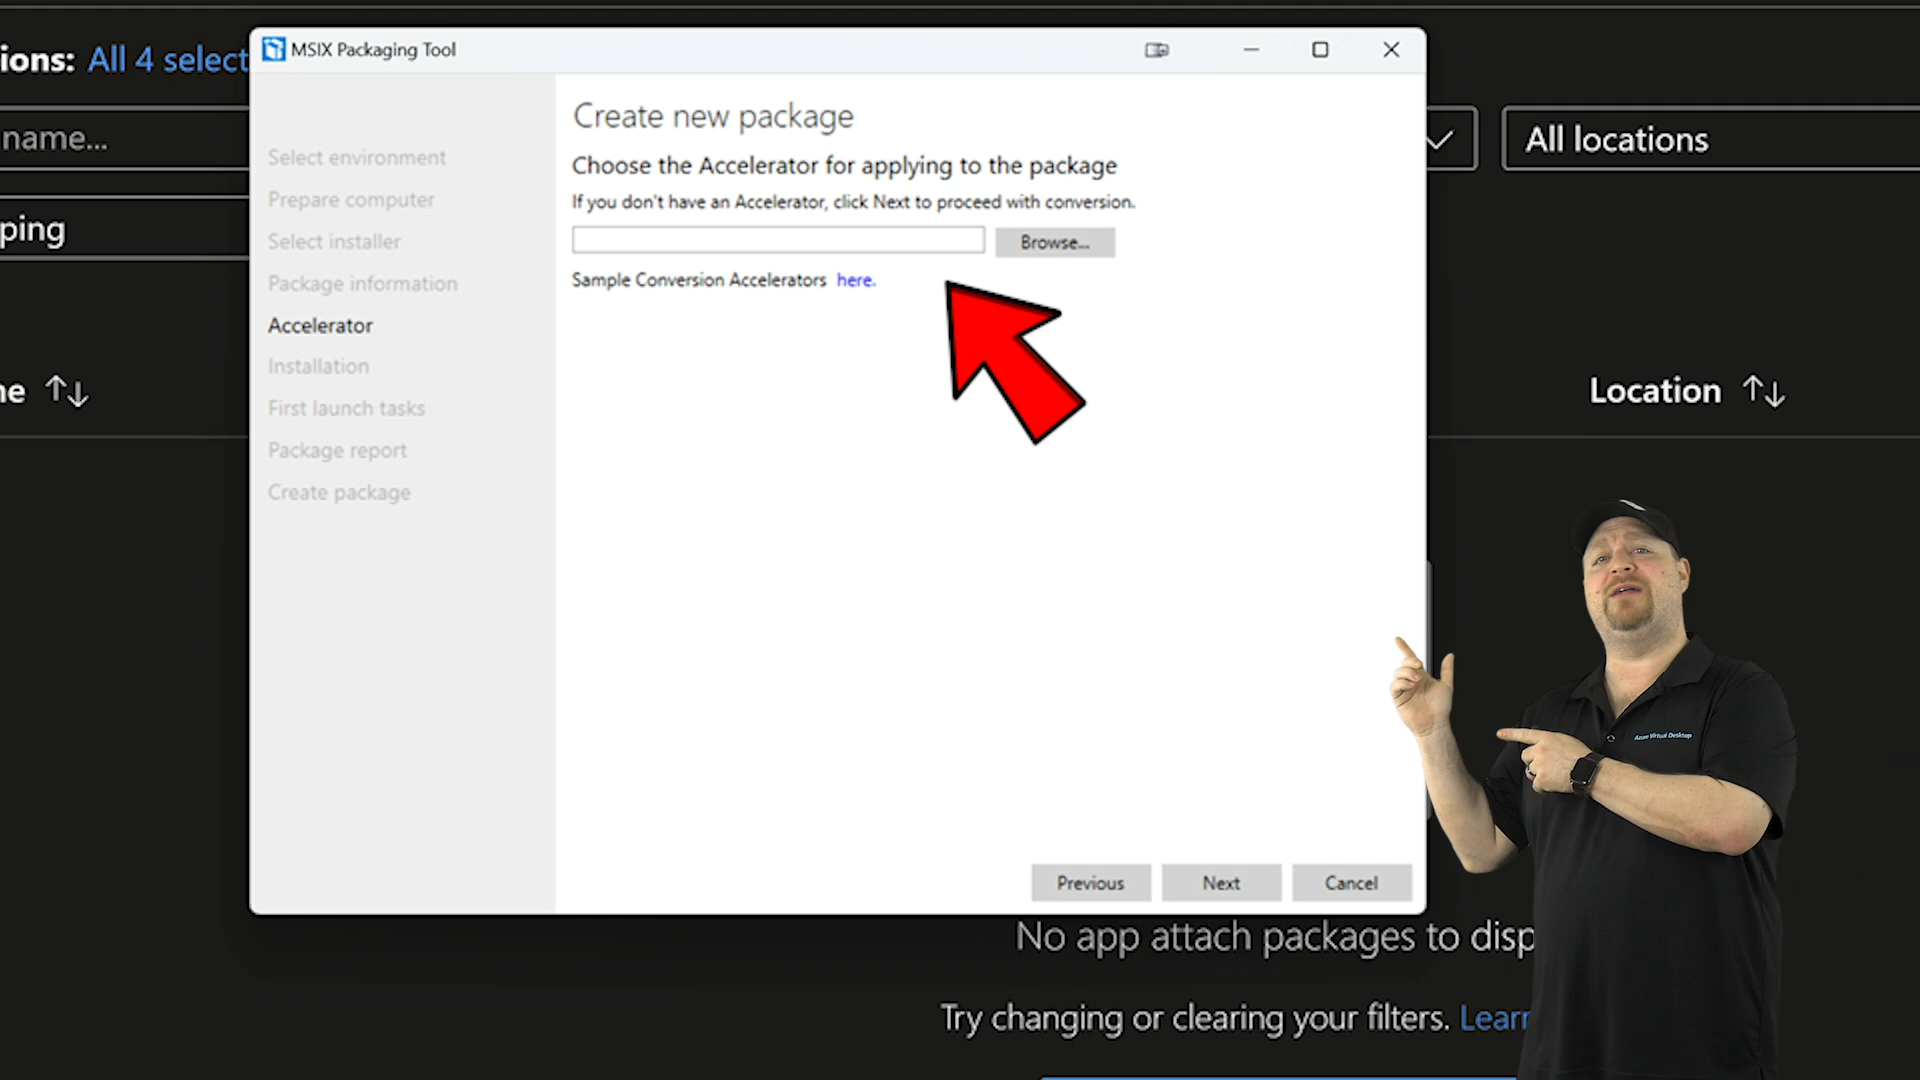 MSIX Packaging Tool
ions: All 4 select
name...
All locations
ping
ne
Location
Select environment
Prepare computer
Select installer
Package information
Accelerator
Installation
First launch tasks
Package report
Create package
Create new package
Choose the Accelerator for applying to the package
If you don't have an Accelerator, click Next to proceed with conversion.
Browse...
Sample Conversion Accelerators here.
Previous
Next
Cancel
Azure Virtual Desktop
No app attach packages to disp
Try changing or clearing your filters. Learn